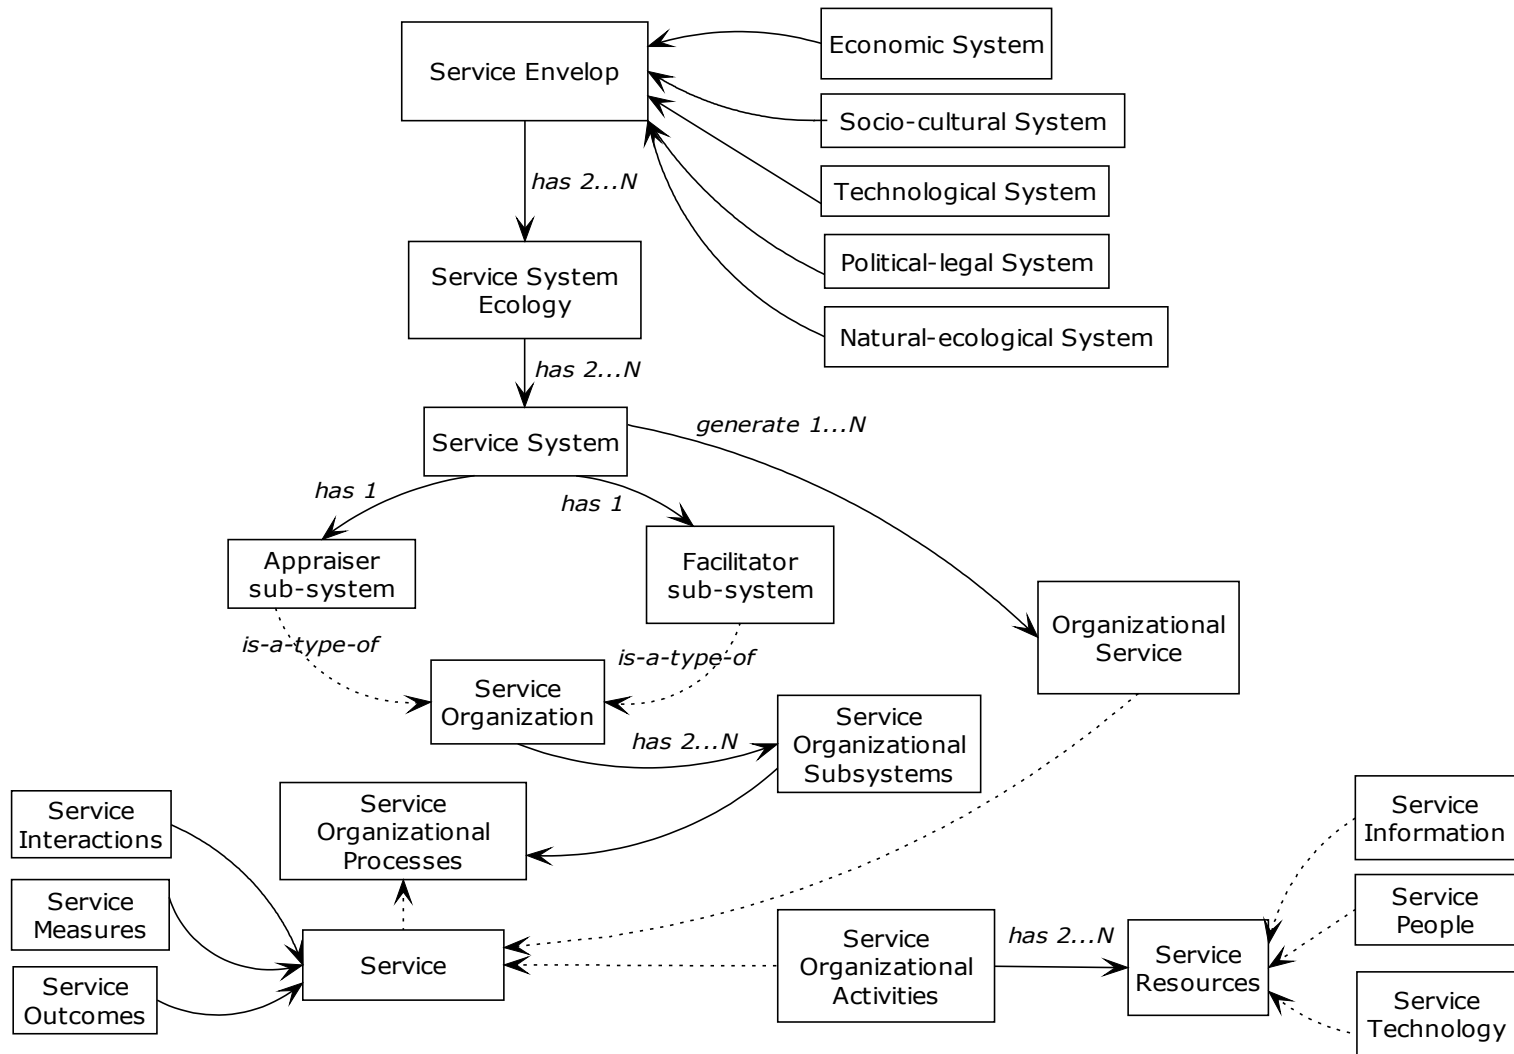 Service Envelop
Economic System
Socio-cultural System
Technological System
Political-legal System
Natural-ecological System
has 2...N
Service System
Ecology
has 2...N
Service System
generate 1...N
has 1
has 1
Appraiser
sub-system
Facilitator
sub-system
Organizational
Service
is-a-type-of
is-a-type-of
Service
Organization
has 2...N
Service
Organizational
Subsystems
Service
Organizational
Processes
Service
Interactions
Service
Measures
Service
Outcomes
Service
Service
Organizational
Activities
has 2...N
Service
Resources
Service
Information
Service
People
Service
Technology